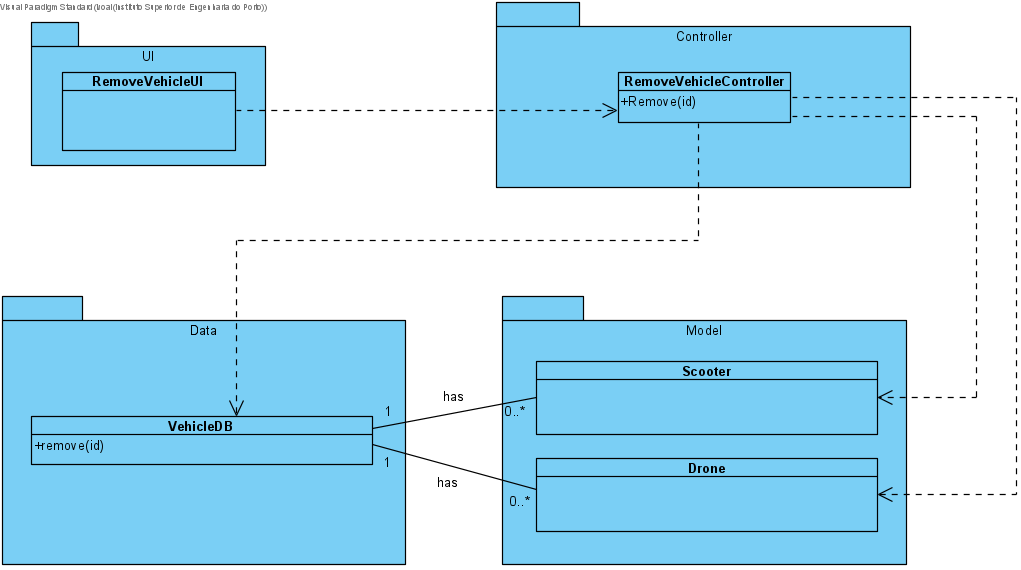 Visual Paradigm Standard (Isaal(Instituto Superior de Engenharia do Porto))
Controller
UI
RemoveVehicleUI
RemoveVehicleController
+Remove(id)
Data
Model
Scooter
has
1
0..*
VehicleDB
+remove(id)
1
Drone
has
0..*